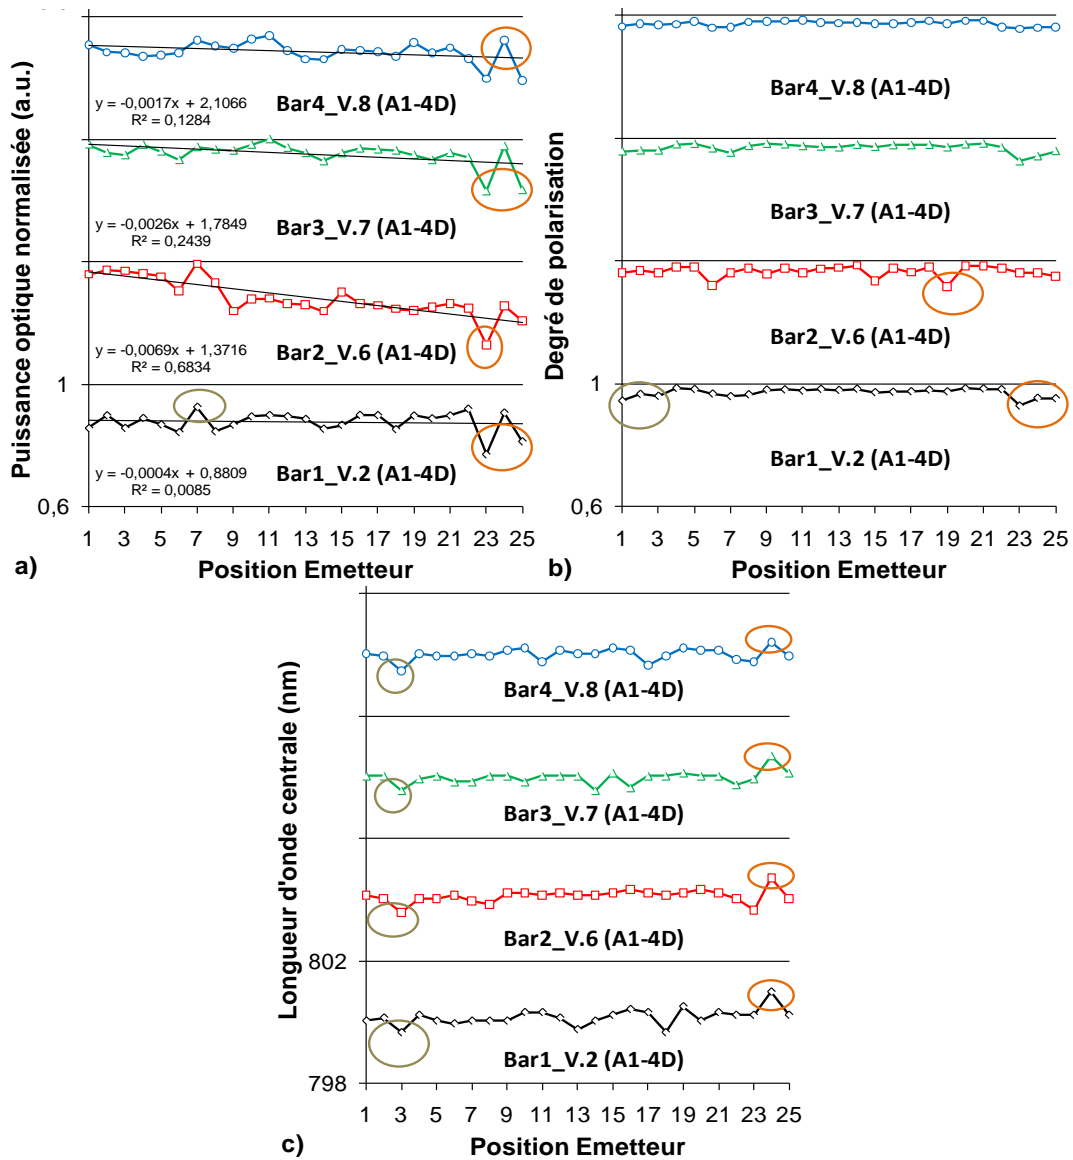 Puissance optique normalisée (a.u.)
y = -0,0017x + 2,1066
R² = 0,1284
Bar4_V.8 (A1-4D)
y = -0,0026x + 1,7849
R² = 0,2439
Bar3_V.7 (A1-4D)
y = -0,0069x + 1,3716
R² = 0,6834
Bar2_V.6 (A1-4D)
1
y = -0,0004x + 0,8809
R² = 0,0085
Bar1_V.2 (A1-4D)
0,6
1 3 5 7 9 11 13 15 17 19 21 23 25
a)
Position Emetteur
Degré de polarisation
Bar4_V.8 (A1-4D)
Bar3_V.7 (A1-4D)
Bar2_V.6 (A1-4D)
1
Bar1_V.2 (A1-4D)
0,6
1 3 5 7 9 11 13 15 17 19 21 23 25
b)
Position Emetteur
Longueur d'onde centrale (nm)
Bar4_V.8 (A1-4D)
Bar3_V.7 (A1-4D)
Bar2_V.6 (A1-4D)
802
Bar1_V.2 (A1-4D)
798
1 3 5 7 9 11 13 15 17 19 21 23 25
c)
Position Emetteur